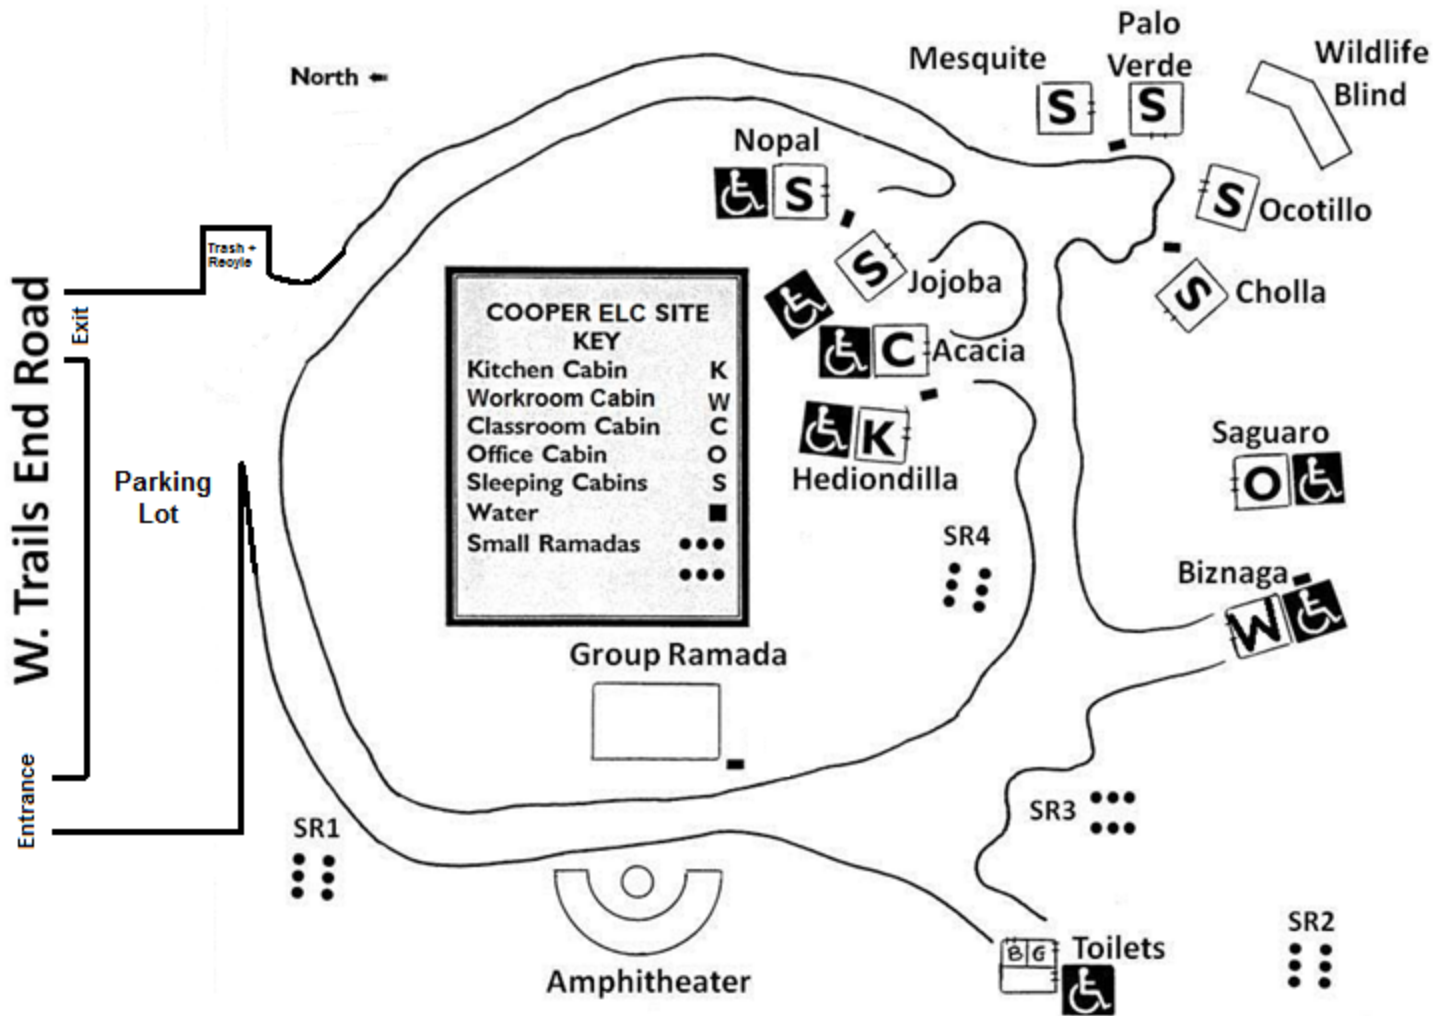 North
Mesquite
Palo
Verde
Wildlife
Blind
S
S
Nopal
S
S
Ocotillo
S
Jojoba
S
Cholla
Trash +
Recyle
W. Trails End Road
Exit
Entrance
Parking
Lot
COOPER ELC SITE
KEY
Kitchen Cabin K
Workroom Cabin W
Classroom Cabin C
Office Cabin O
Sleeping Cabins S
Water
Small Ramadas
C
Acacia
K
Hediondilla
Saguaro
O
SR4
Biznaga
W
Group Ramada
SR3
SR1
SR2
Amphitheater
B G
Toilets